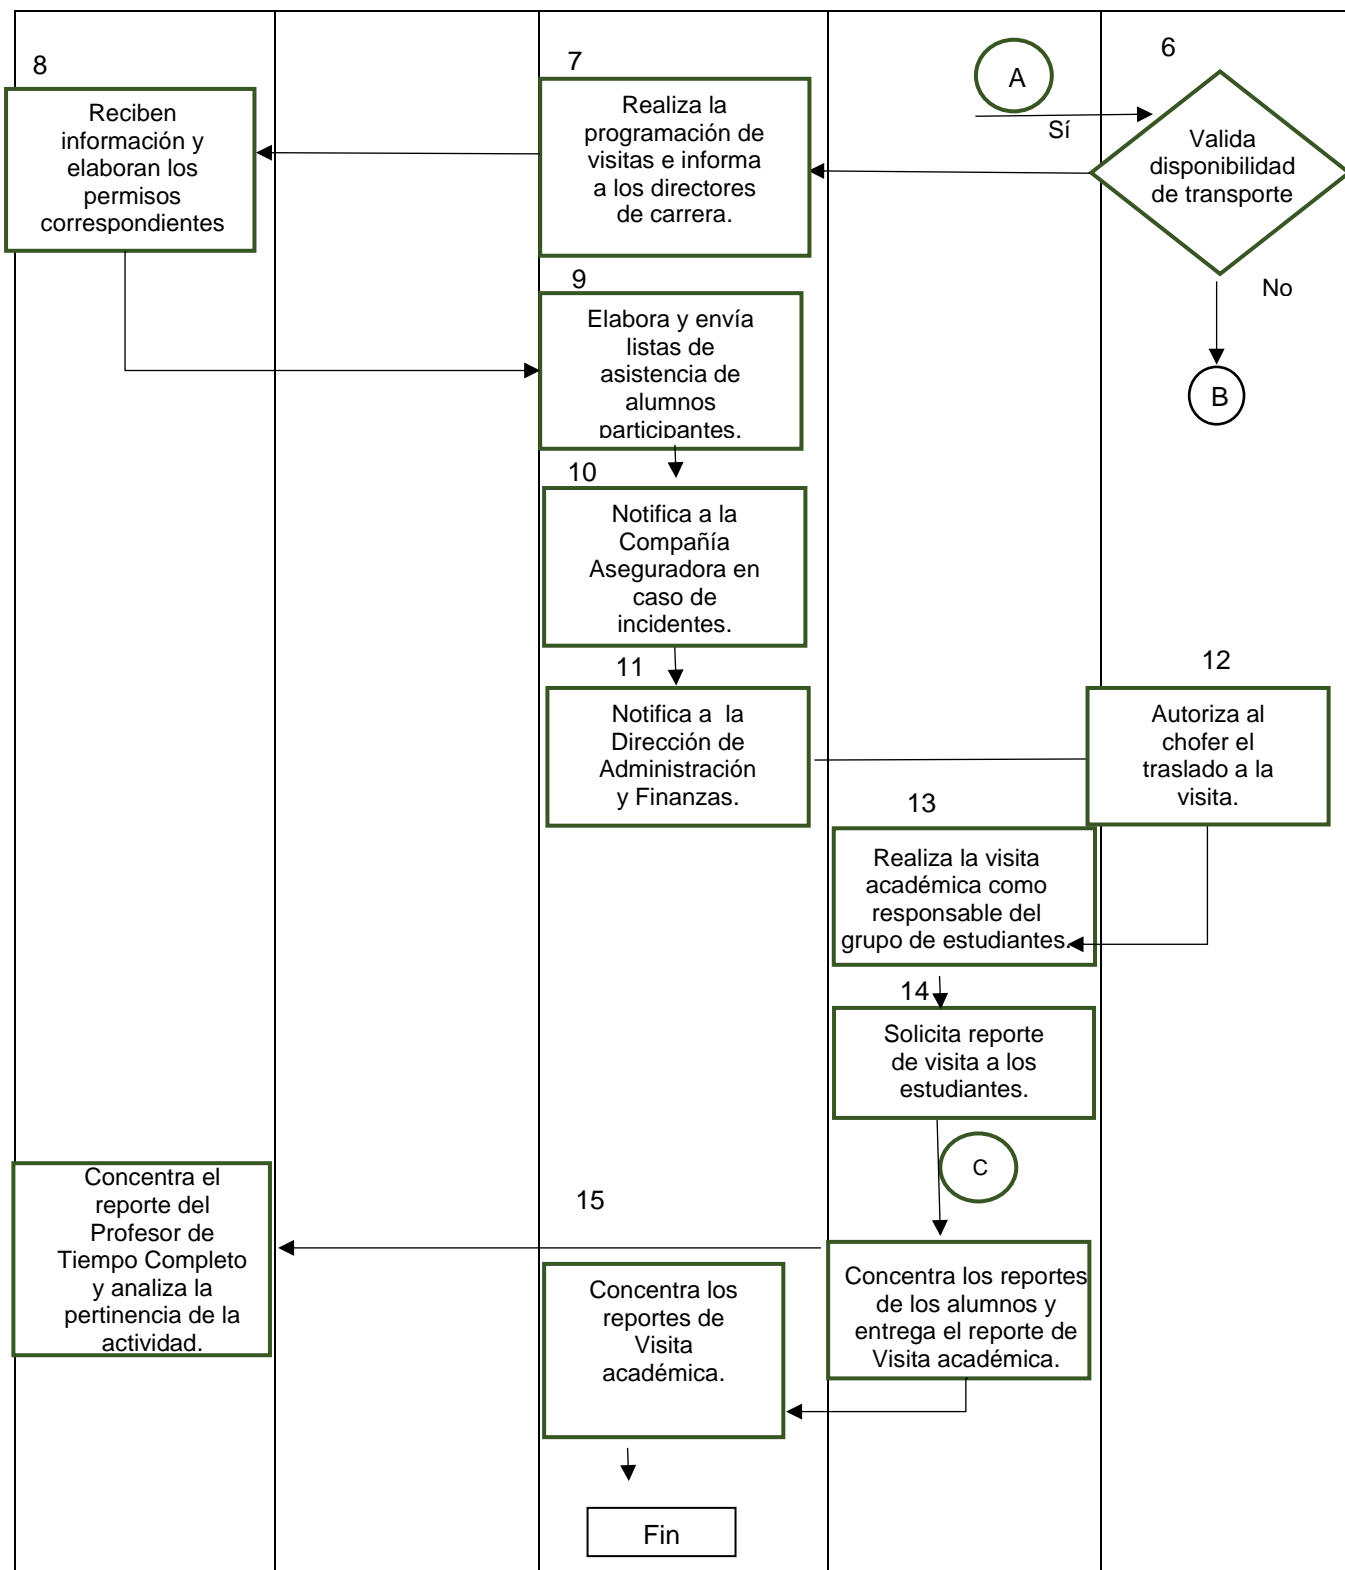 8
Reciben
información y
elaboran los
permisos
correspondientes
7
Realiza la
programación de
visitas e informa
a los directores
de carrera.
A
Sí
6
Valida
disponibilidad
de transporte
No
B
9
Elabora y envía
listas de
asistencia de
alumnos
participantes.
10
Notifica a la
Compañía
Aseguradora en
caso de
incidentes.
11
Notifica a  la
Dirección de
Administración
y Finanzas.
12
Autoriza al
chofer el
traslado a la
visita.
13
Realiza la visita
académica como
responsable del
grupo de estudiantes.
14
Solicita reporte
de visita a los
estudiantes.
C
Concentra el
reporte del
Profesor de
Tiempo Completo
y analiza la
pertinencia de la
actividad.
15
Concentra los
reportes de
Visita
académica.
Concentra los reportes
de los alumnos y
entrega el reporte de
Visita académica.
Fin